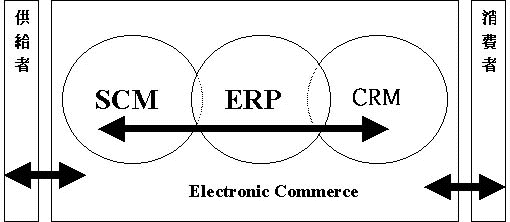 供給者
SCM
ERP
CRM
Electronic Commerce
消費者